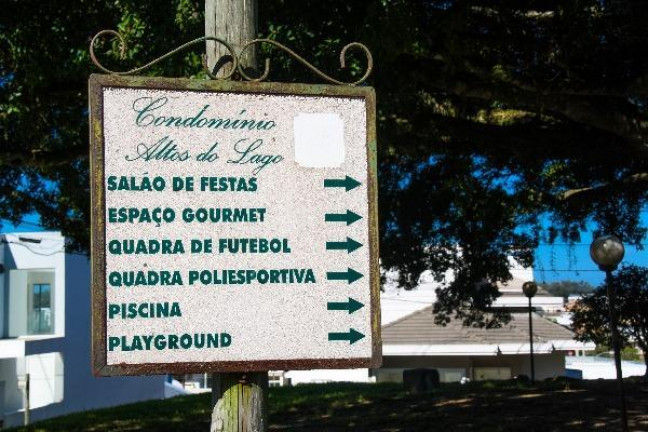 Condomínio
Altos do Lago
SALÃO DE FESTAS
ESPAÇO GOURMET
QUADRA DE FUTEBOL
QUADRA POLIESPORTIVA
PISCINA
PLAYGROUND